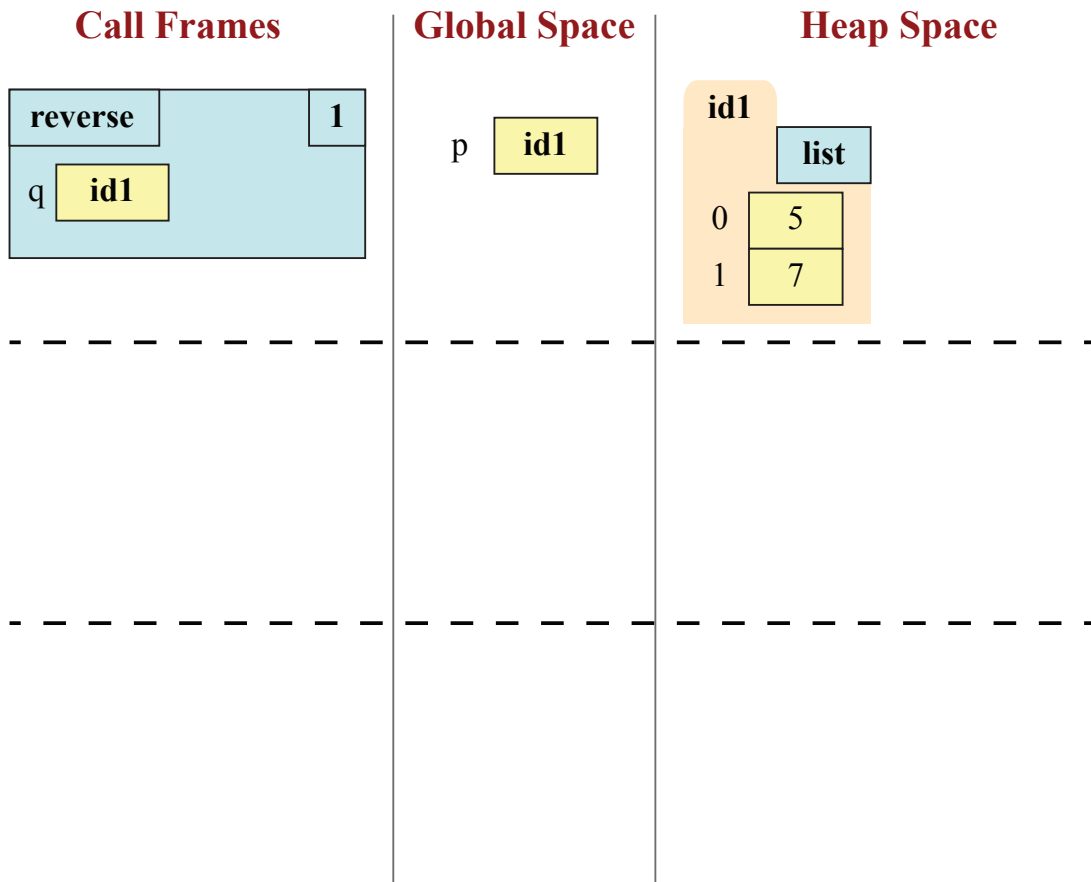 Call Frames Global Space Heap Space
reverse 1
q id1
p id1
id1
list
0 5
1 7